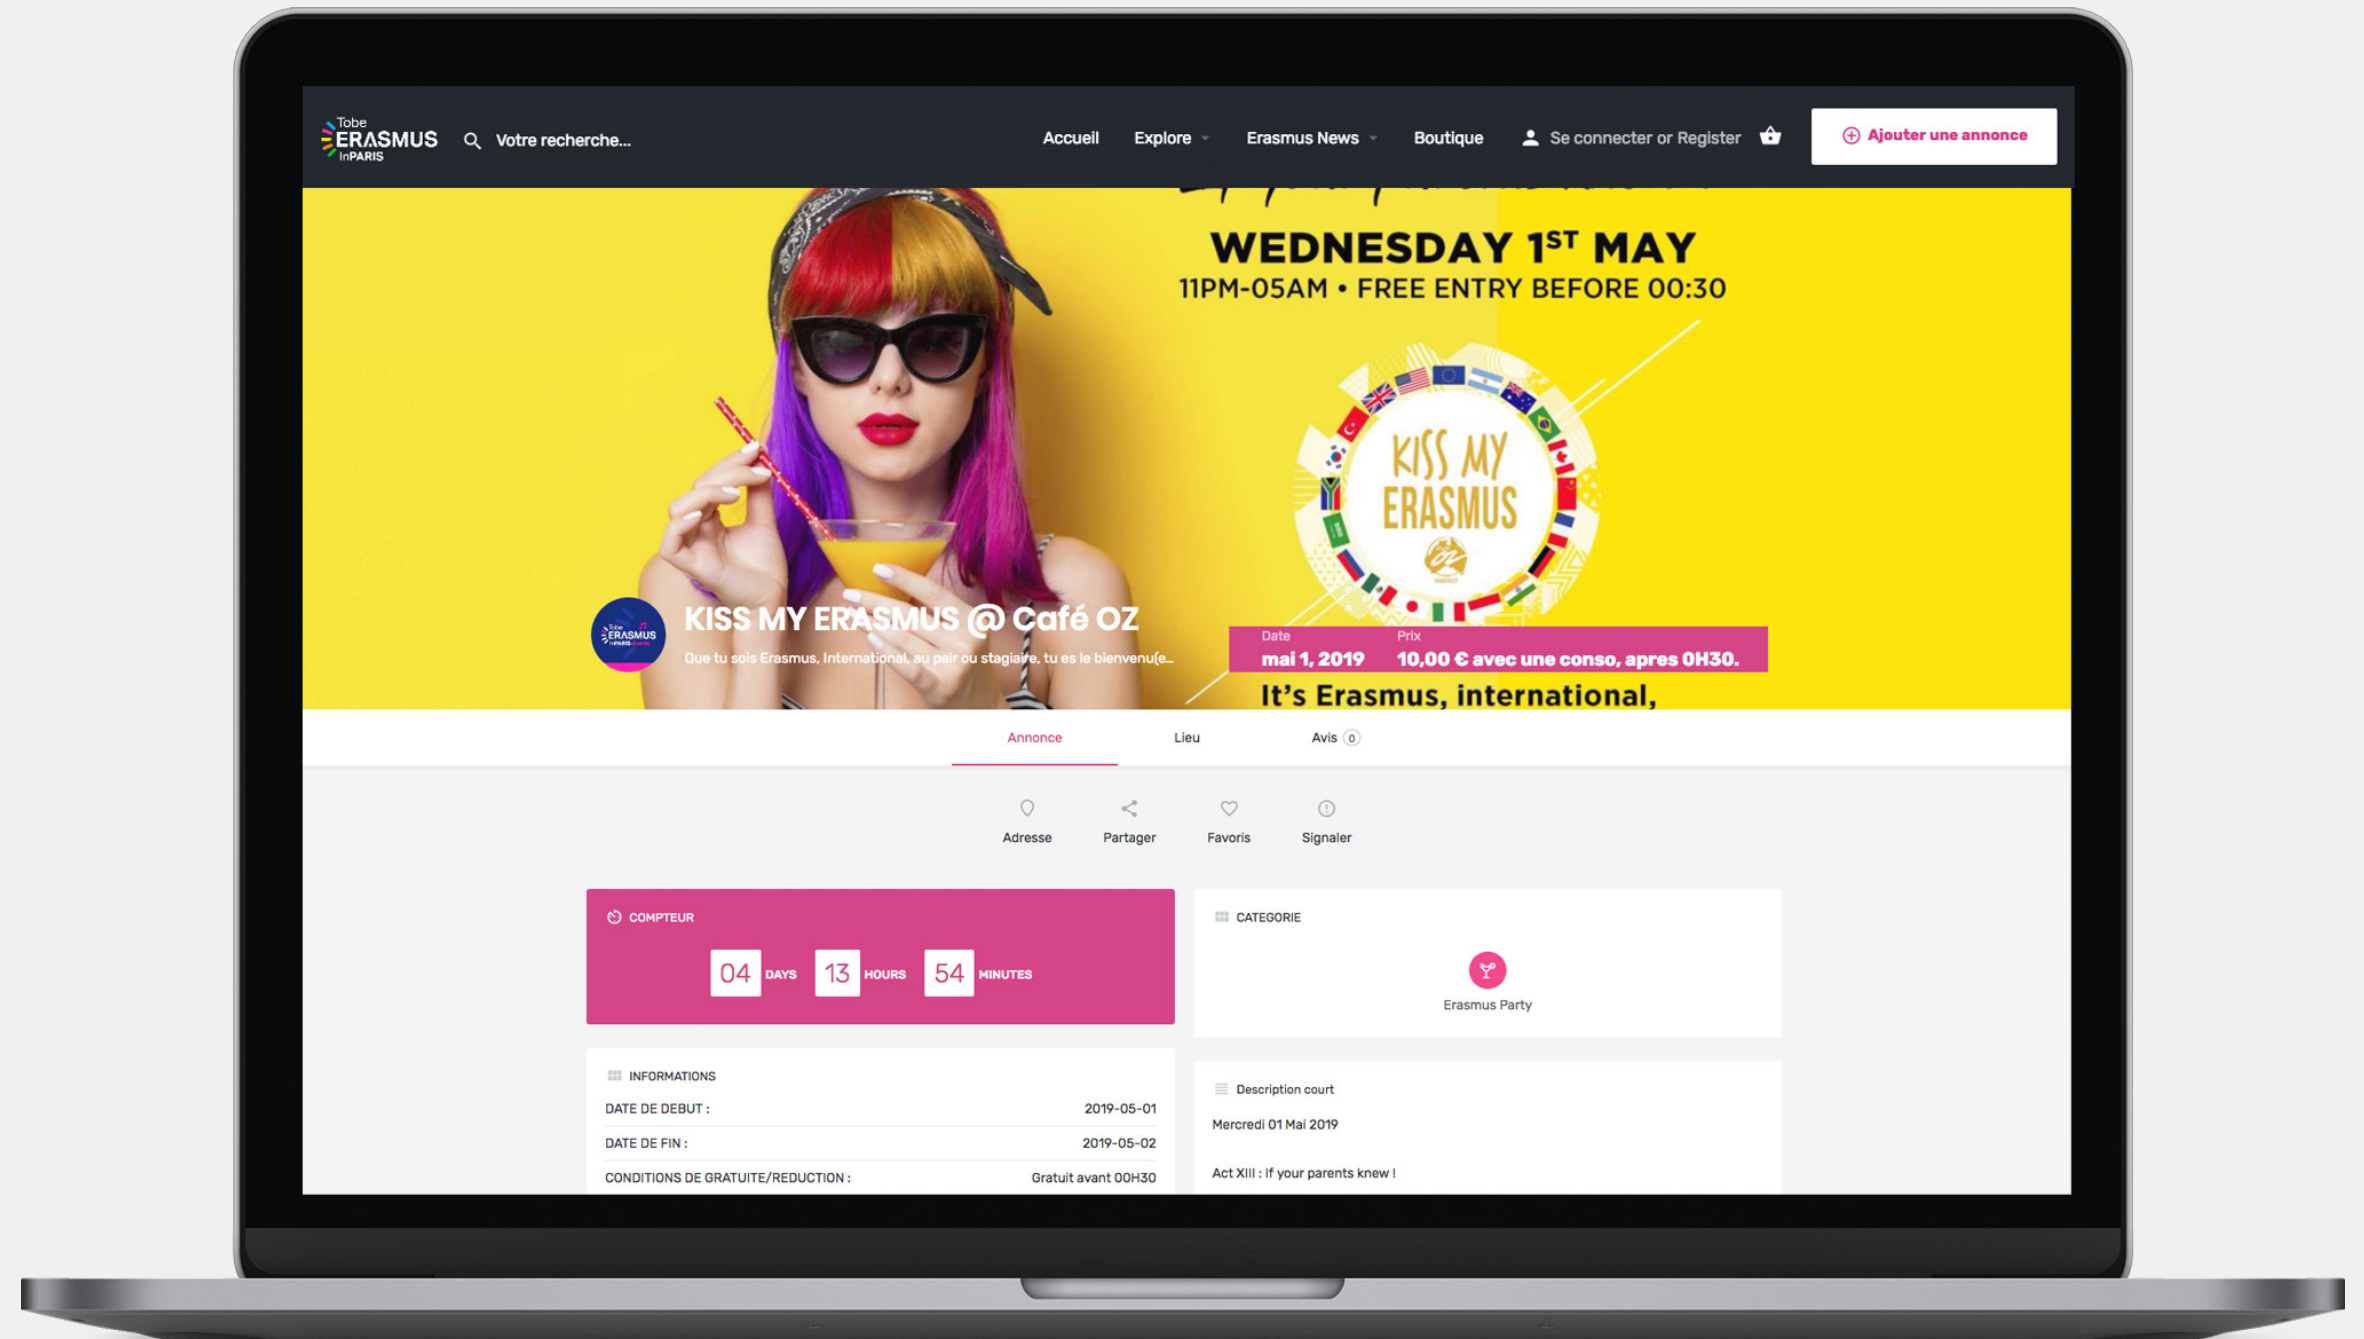 Tobe
ERASMUS
InPARIS
Votre recherche...
Accueil
Explore
Erasmus News
Boutique
Se connecter or Register
Ajouter une annonce
WEDNESDAY 1ST MAY
11PM-05AM • FREE ENTRY BEFORE 00:30
KISS MY
ERASMUS
OZ
Tobe
ERASMUS
KISS MY ERASMUS @ Café OZ
Que tu sois Erasmus, International, au pair ou stagiaire, tu es le bienvenu(e...
Date
Prix
mai 1, 2019
10,00 € avec une conso, apres 0H30.
It's Erasmus, international,
Annonce
Lieu
Avis 0
Adresse
Partager
Favoris
Signaler
COMPTEUR
04 DAYS 13 HOURS 54 MINUTES
CATEGORIE
Erasmus Party
INFORMATIONS
DATE DE DEBUT : 2019-05-01
DATE DE FIN : 2019-05-02
CONDITIONS DE GRATUITE/REDUCTION : Gratuit avant 00H30
Description court
Mercredi 01 Mai 2019
Act XIII : If your parents knew !